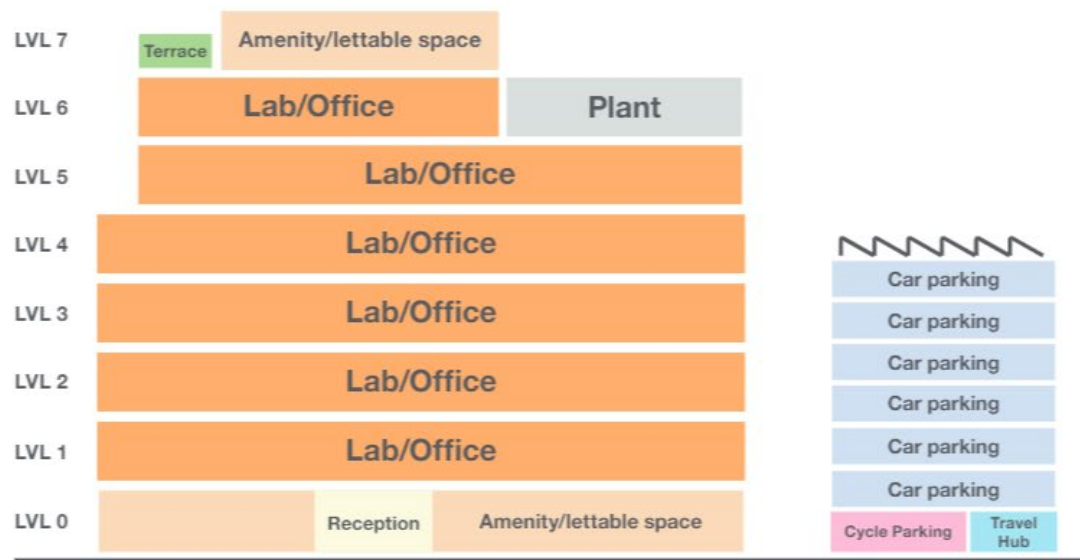 LVL 7
Terrace
Amenity/lettable space
LVL 6
Lab/Office
Plant
LVL 5
Lab/Office
LVL 4
Lab/Office
LVL 3
Lab/Office
LVL 2
Lab/Office
LVL 1
Lab/Office
LVL 0
Reception
Amenity/lettable space
Car parking
Car parking
Car parking
Car parking
Car parking
Car parking
Cycle Parking
Travel
Hub